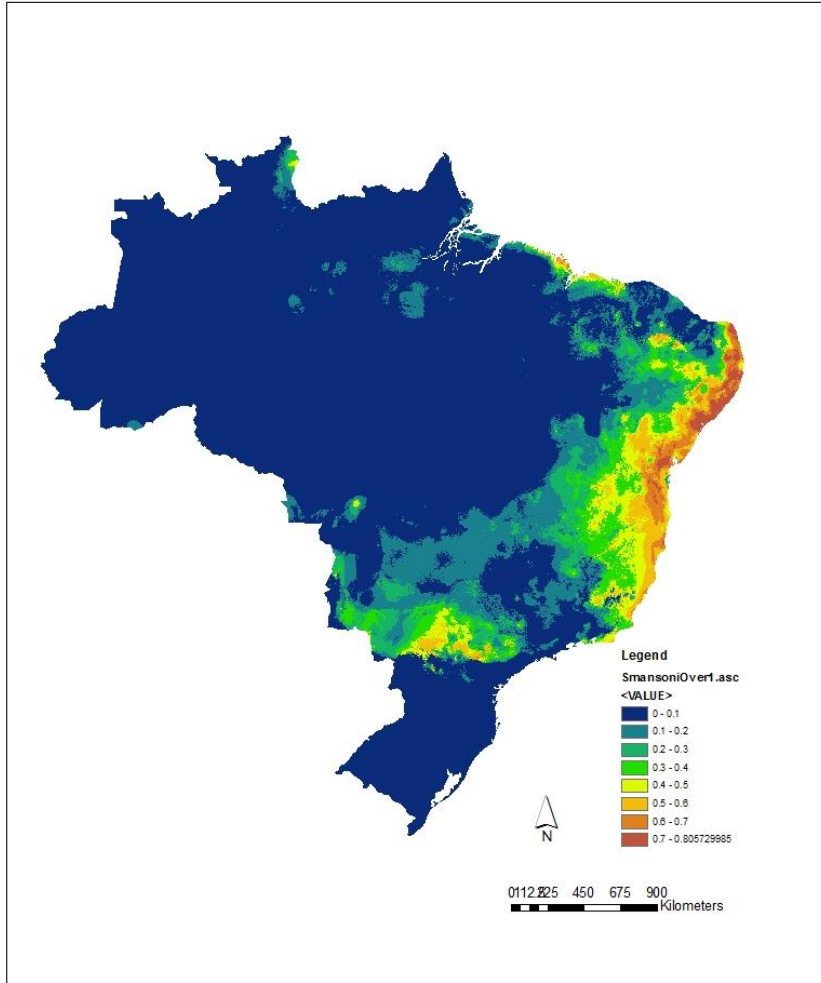 Legend
SmansoniOver1.asc
<VALUE>
0 - 0.1
0.1 - 0.2
0.2 - 0.3
0.3 - 0.4
0.4 - 0.5
0.5 - 0.6
0.6 - 0.7
0.7 - 0.805729985
N
450 675 900
Kilometers